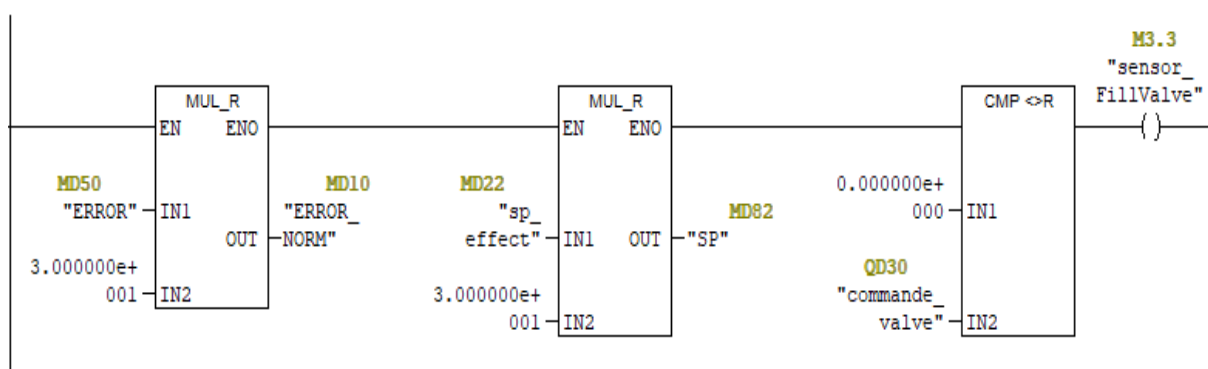 M3.3
"sensor_
FillValve"
MUL_R
EN ENO
MD50
"ERROR"
IN1
MD10
"ERROR_
OUT
NORM"
3.000000e+
001
IN2
MUL_R
EN ENO
MD22
"sp_
effect"
IN1
MD82
OUT
"SP"
3.000000e+
001
IN2
CMP <>R
0.000000e+
000
IN1
QD30
"commande_
valve"
IN2